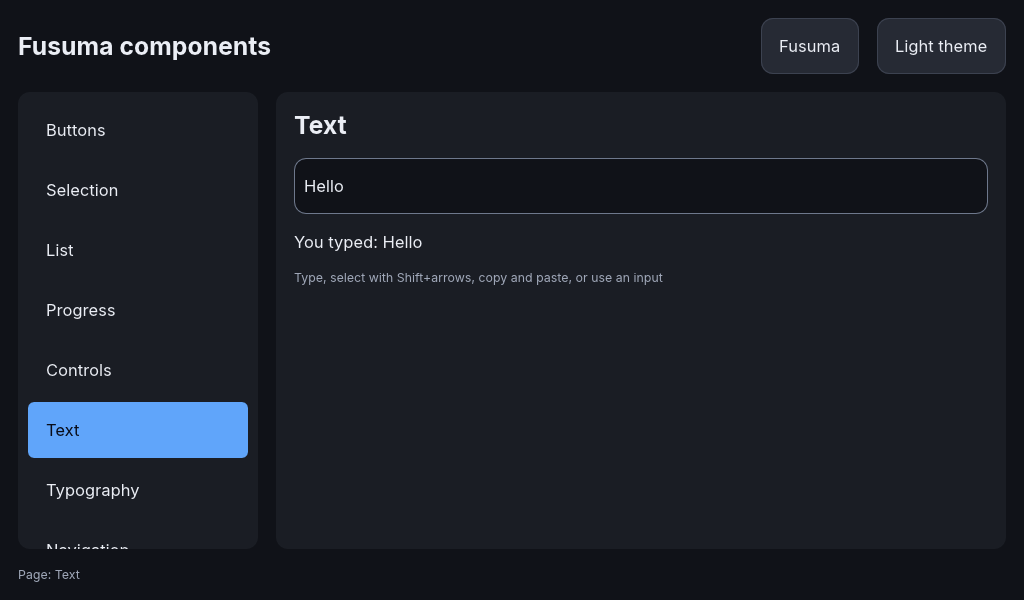 Fusuma components
Fusuma
Light theme
Buttons
Selection
List
Progress
Controls
Text
Typography
Navigation
Text
Hello
You typed: Hello
Type, select with Shift+arrows, copy and paste, or use an input
Page: Text